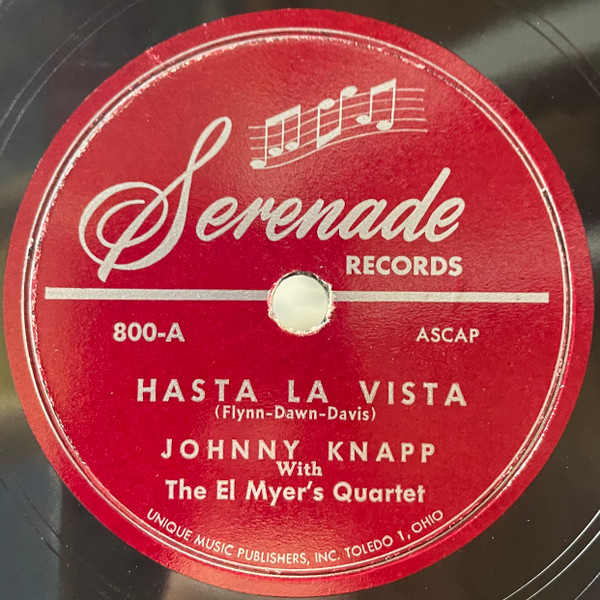 Serenade
RECORDS
800-A
ASCAP
HASTA LA VISTA
(Flynn-Dawn-Davis)
JOHNNY KNAPP
With
The El Myer's Quartet
UNIQUE MUSIC PUBLISHERS, INC. TOLEDO 1, OHIO